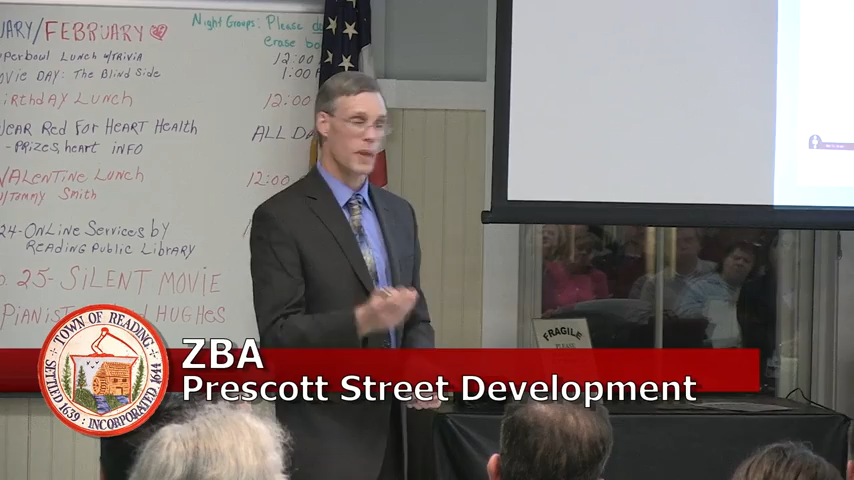 UARY/FEBRUARY
Night Groups: Please do
erase bo
uperbowl Lunch w/TRIVIA 12:00
OVIE DAY: The Blind Side 1:00
irthday Lunch 12:00
WEAR Red For HEART Health ALL DA
- PRIZES, heart INFO
VALENTINE LUNCH 12:00
w/Tommy Smith
24-ONLINE Services by
READING Public LIBRARY
25- SILENT MOVIE
PIANIST HUGHES
FRAGILE
TOWN OF READING
SETTLED 1639; INCORPORATED 1644
ZBA
Prescott Street Development